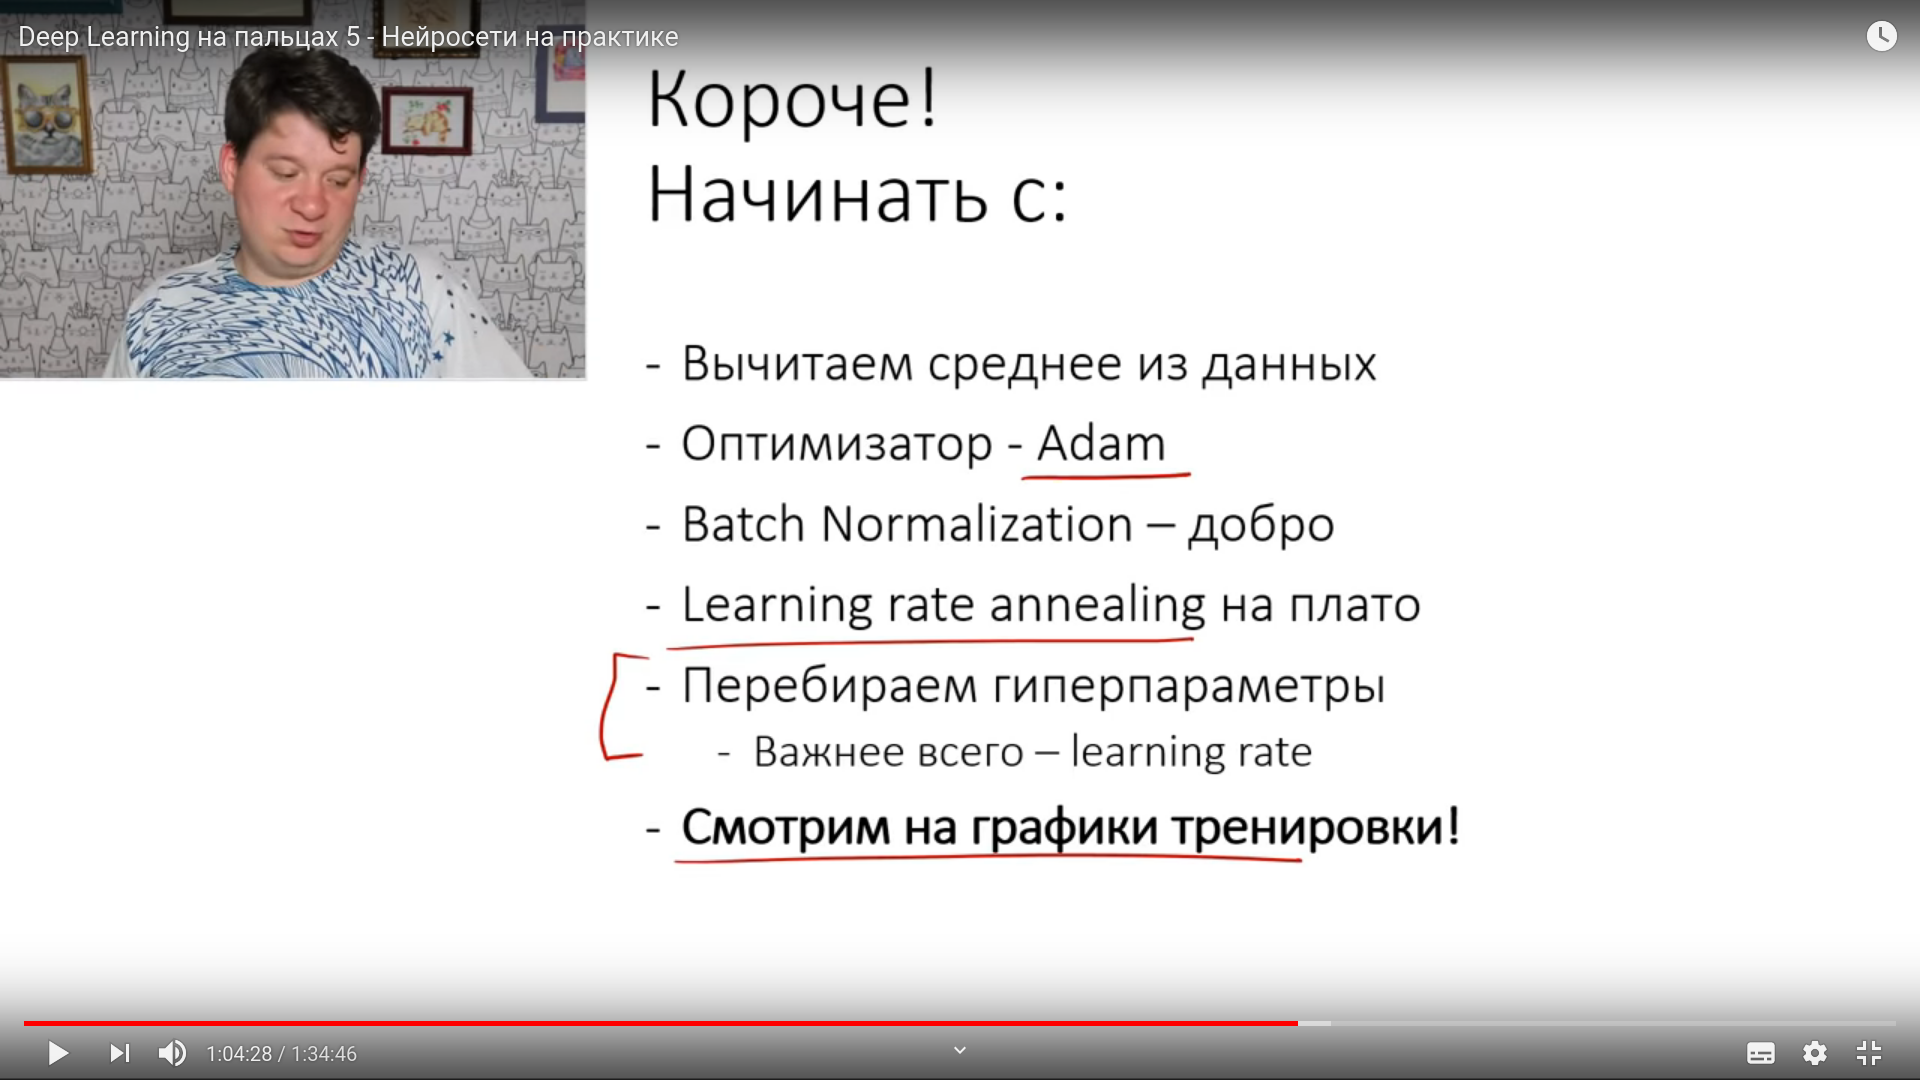 Deep Learning на пальцах 5 - Нейросети на практике
Короче!
Начинать с:
- Вычитаем среднее из данных
- Оптимизатор - Adam
- Batch Normalization – добро
- Learning rate annealing на плато
- Перебираем гиперпараметры
- Важнее всего – learning rate
- Смотрим на графики тренировки!
1:04:28 / 1:34:46